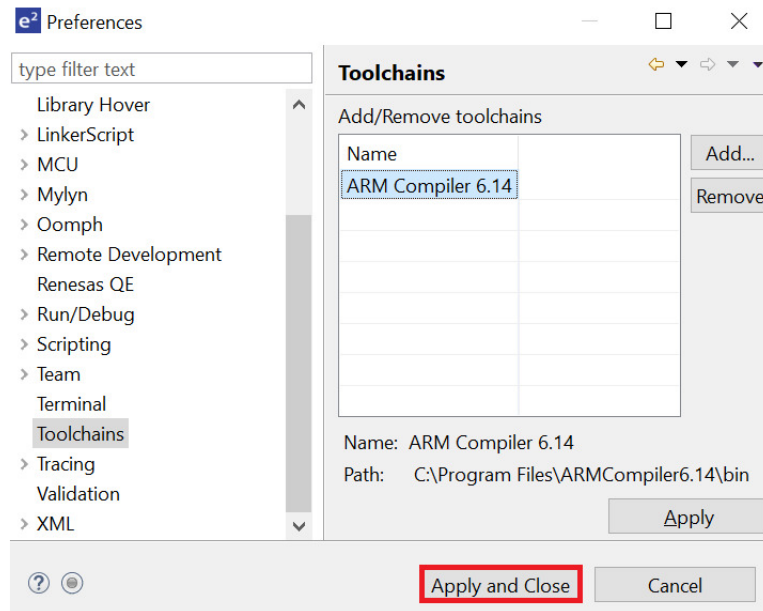 e² Preferences
type filter text
Library Hover
LinkerScript
MCU
Mylyn
Oomph
Remote Development
Renesas QE
Run/Debug
Scripting
Team
Terminal
Toolchains
Tracing
Validation
XML
Toolchains
Add/Remove toolchains
Name
ARM Compiler 6.14
Add...
Remove
Name: ARM Compiler 6.14
Path: C:\Program Files\ARMCompiler6.14\bin
Apply
?
Apply and Close
Cancel